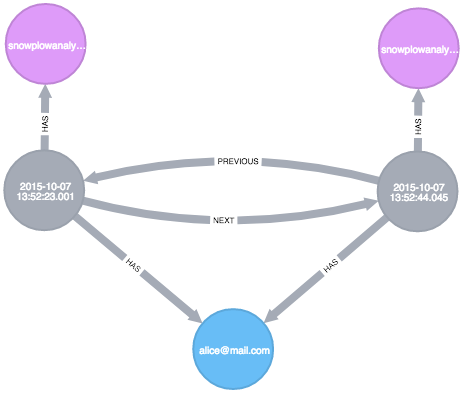 snowplowanaly…
snowplowanaly…
HAS
HAS
PREVIOUS
2015-10-07
13:52:23.001
2015-10-07
13:52:44.045
NEXT
HAS
HAS
alice@mail.com